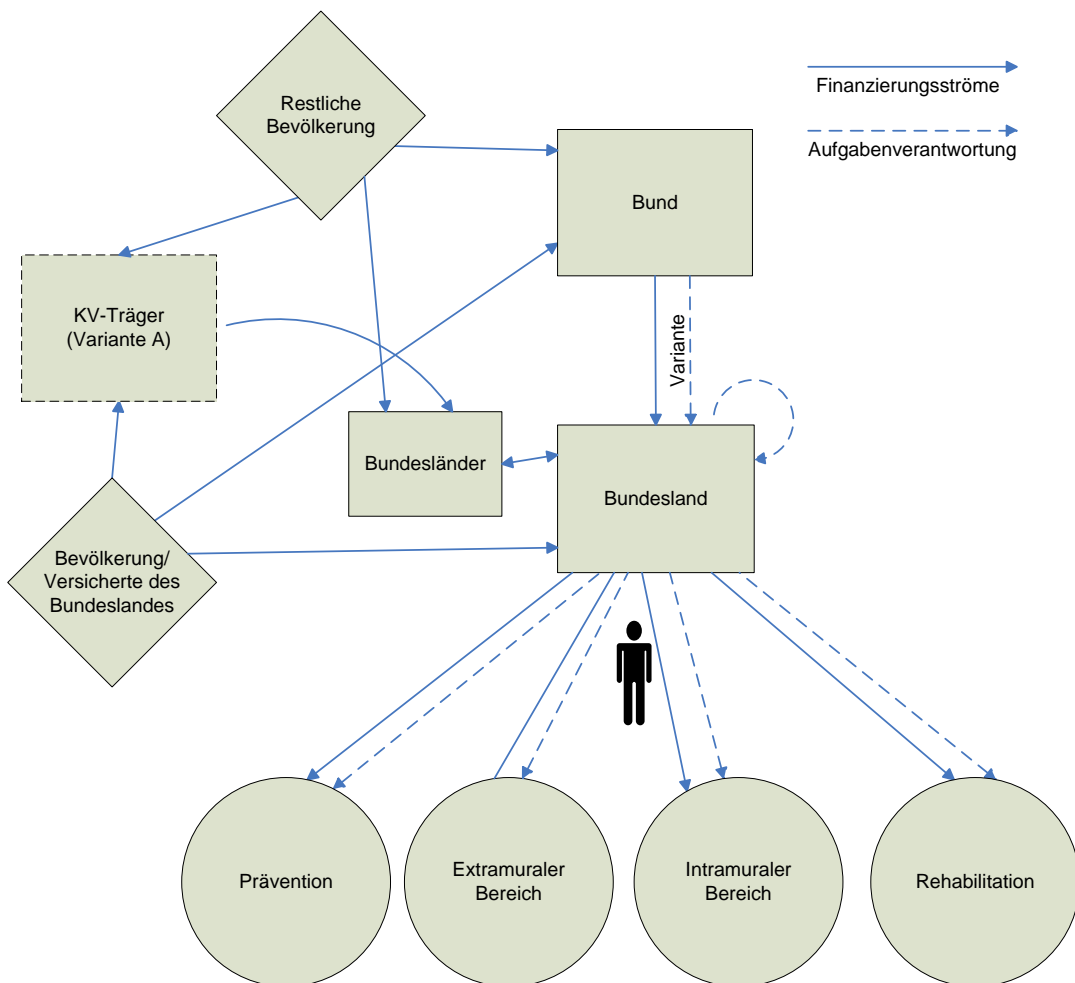 Restliche
Bevölkerung
Finanzierungsströme
Aufgabenverantwortung
Bund
KV-Träger
(Variante A)
Variante
Bundesländer
Bundesland
Bevölkerung/
Versicherte des
Bundeslandes
Prävention
Extramuraler
Bereich
Intramuraler
Bereich
Rehabilitation